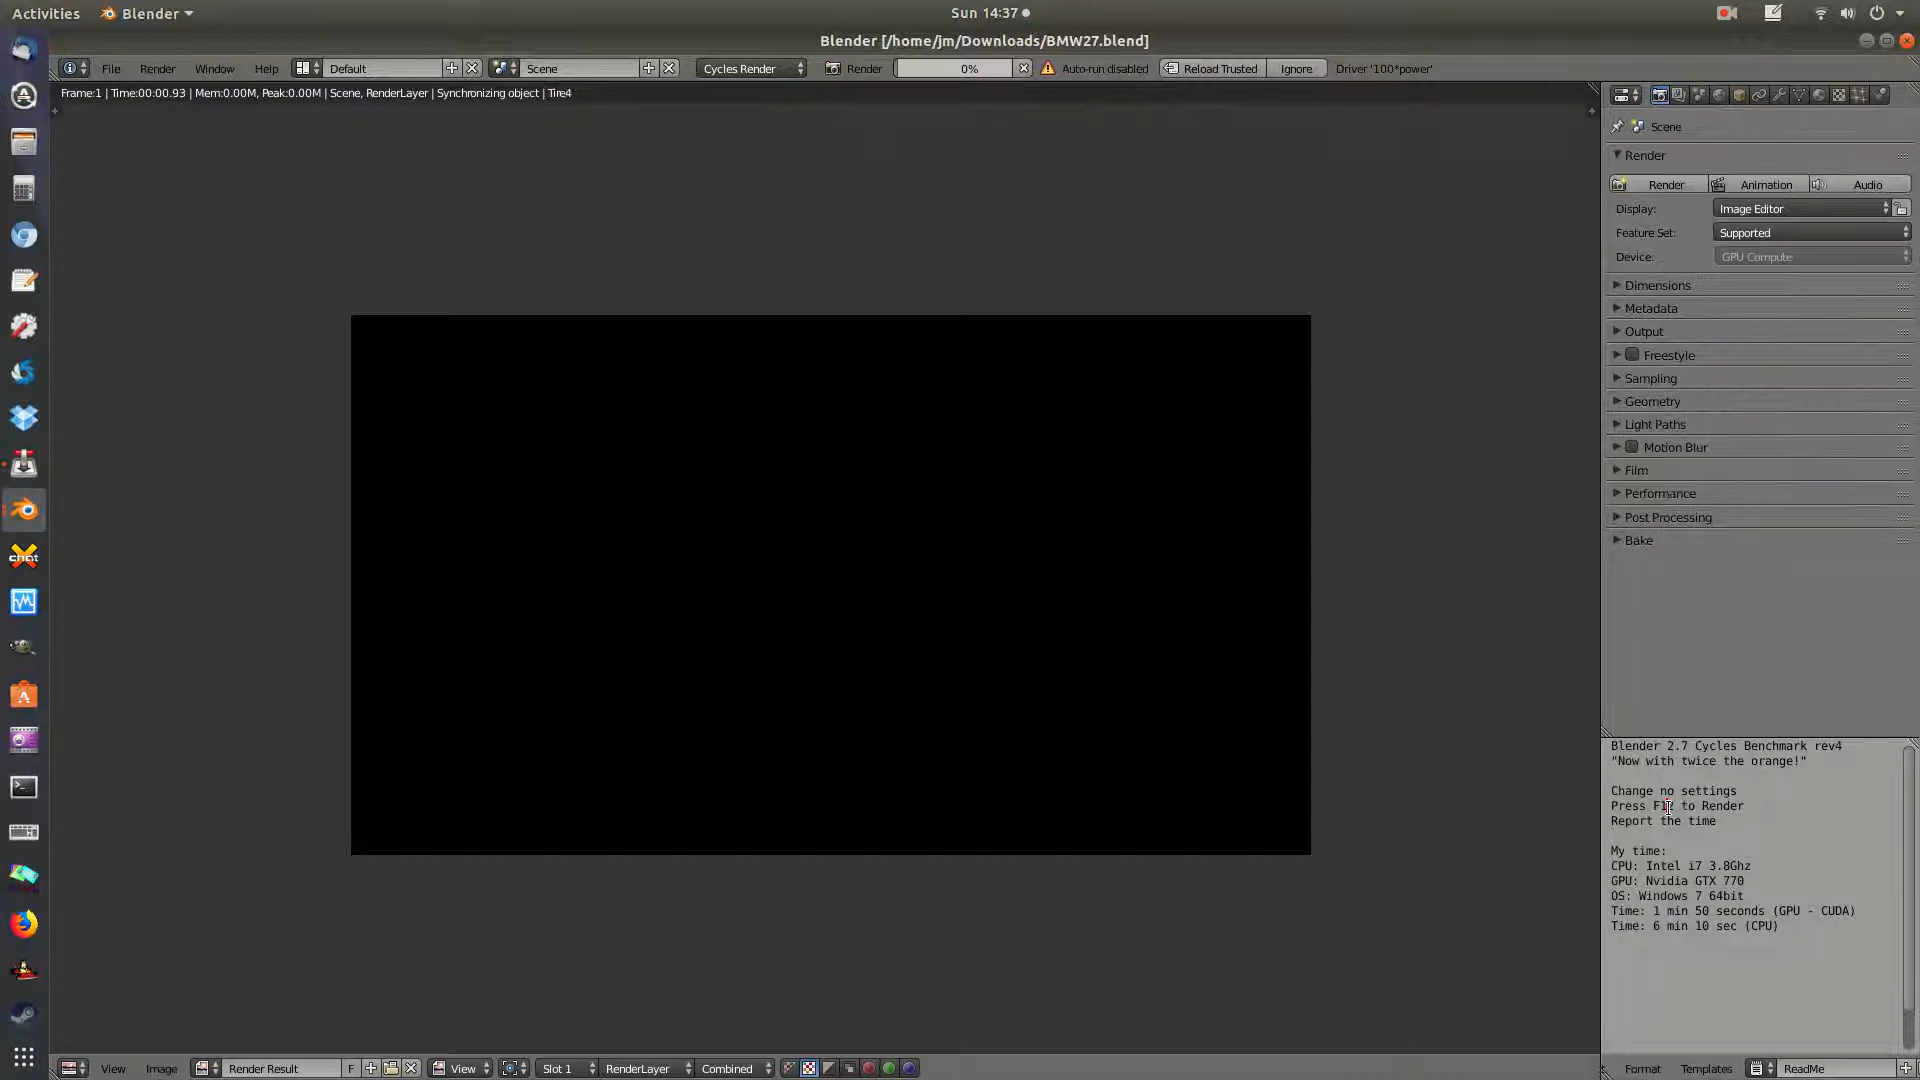 Activities Blender Sun 14:37
Blender [/home/jm/Downloads/BMW27.blend]
File Render Window Help Default Scene Cycles Render Render 0% Auto-run disabled Reload Trusted Ignore Driver '100*power'
Frame:1 | Time:00:00.93 | Mem:0.00M, Peak:0.00M | Scene, RenderLayer | Synchronizing object | Tire4
Scene
Render
Render Animation Audio
Display: Image Editor
Feature Set: Supported
Device: GPU Compute
Dimensions
Metadata
Output
Freestyle
Sampling
Geometry
Light Paths
Motion Blur
Film
Performance
Post Processing
Bake
chat
Blender 2.7 Cycles Benchmark rev4
"Now with twice the orange!"
Change no settings
Press F12 to Render
Report the time
My time:
CPU: Intel i7 3.8Ghz
GPU: Nvidia GTX 770
OS: Windows 7 64bit
Time: 1 min 50 seconds (GPU - CUDA)
Time: 6 min 10 sec (CPU)
View Image Render Result F View Slot 1 RenderLayer Combined
Format Templates ReadMe